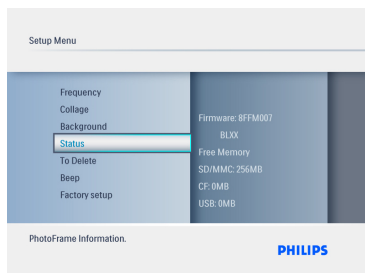 Setup Menu
Frequency
Collage
Background
Status
To Delete
Beep
Factory setup
Firmware: 8FFM007
BLXX
Free Memory
SD/MMC: 256MB
CF: 0MB
USB: 0MB
PhotoFrame Information.
PHILIPS